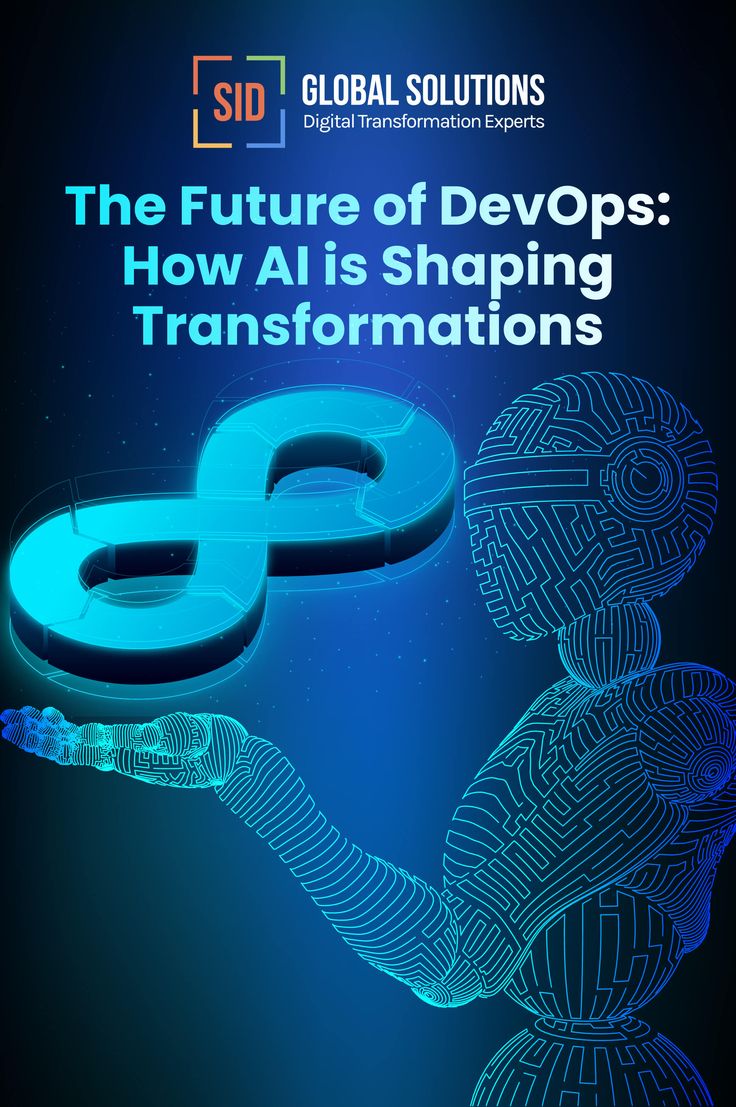 SID
GLOBAL SOLUTIONS
Digital Transformation Experts
The Future of DevOps:
How AI is Shaping
Transformations